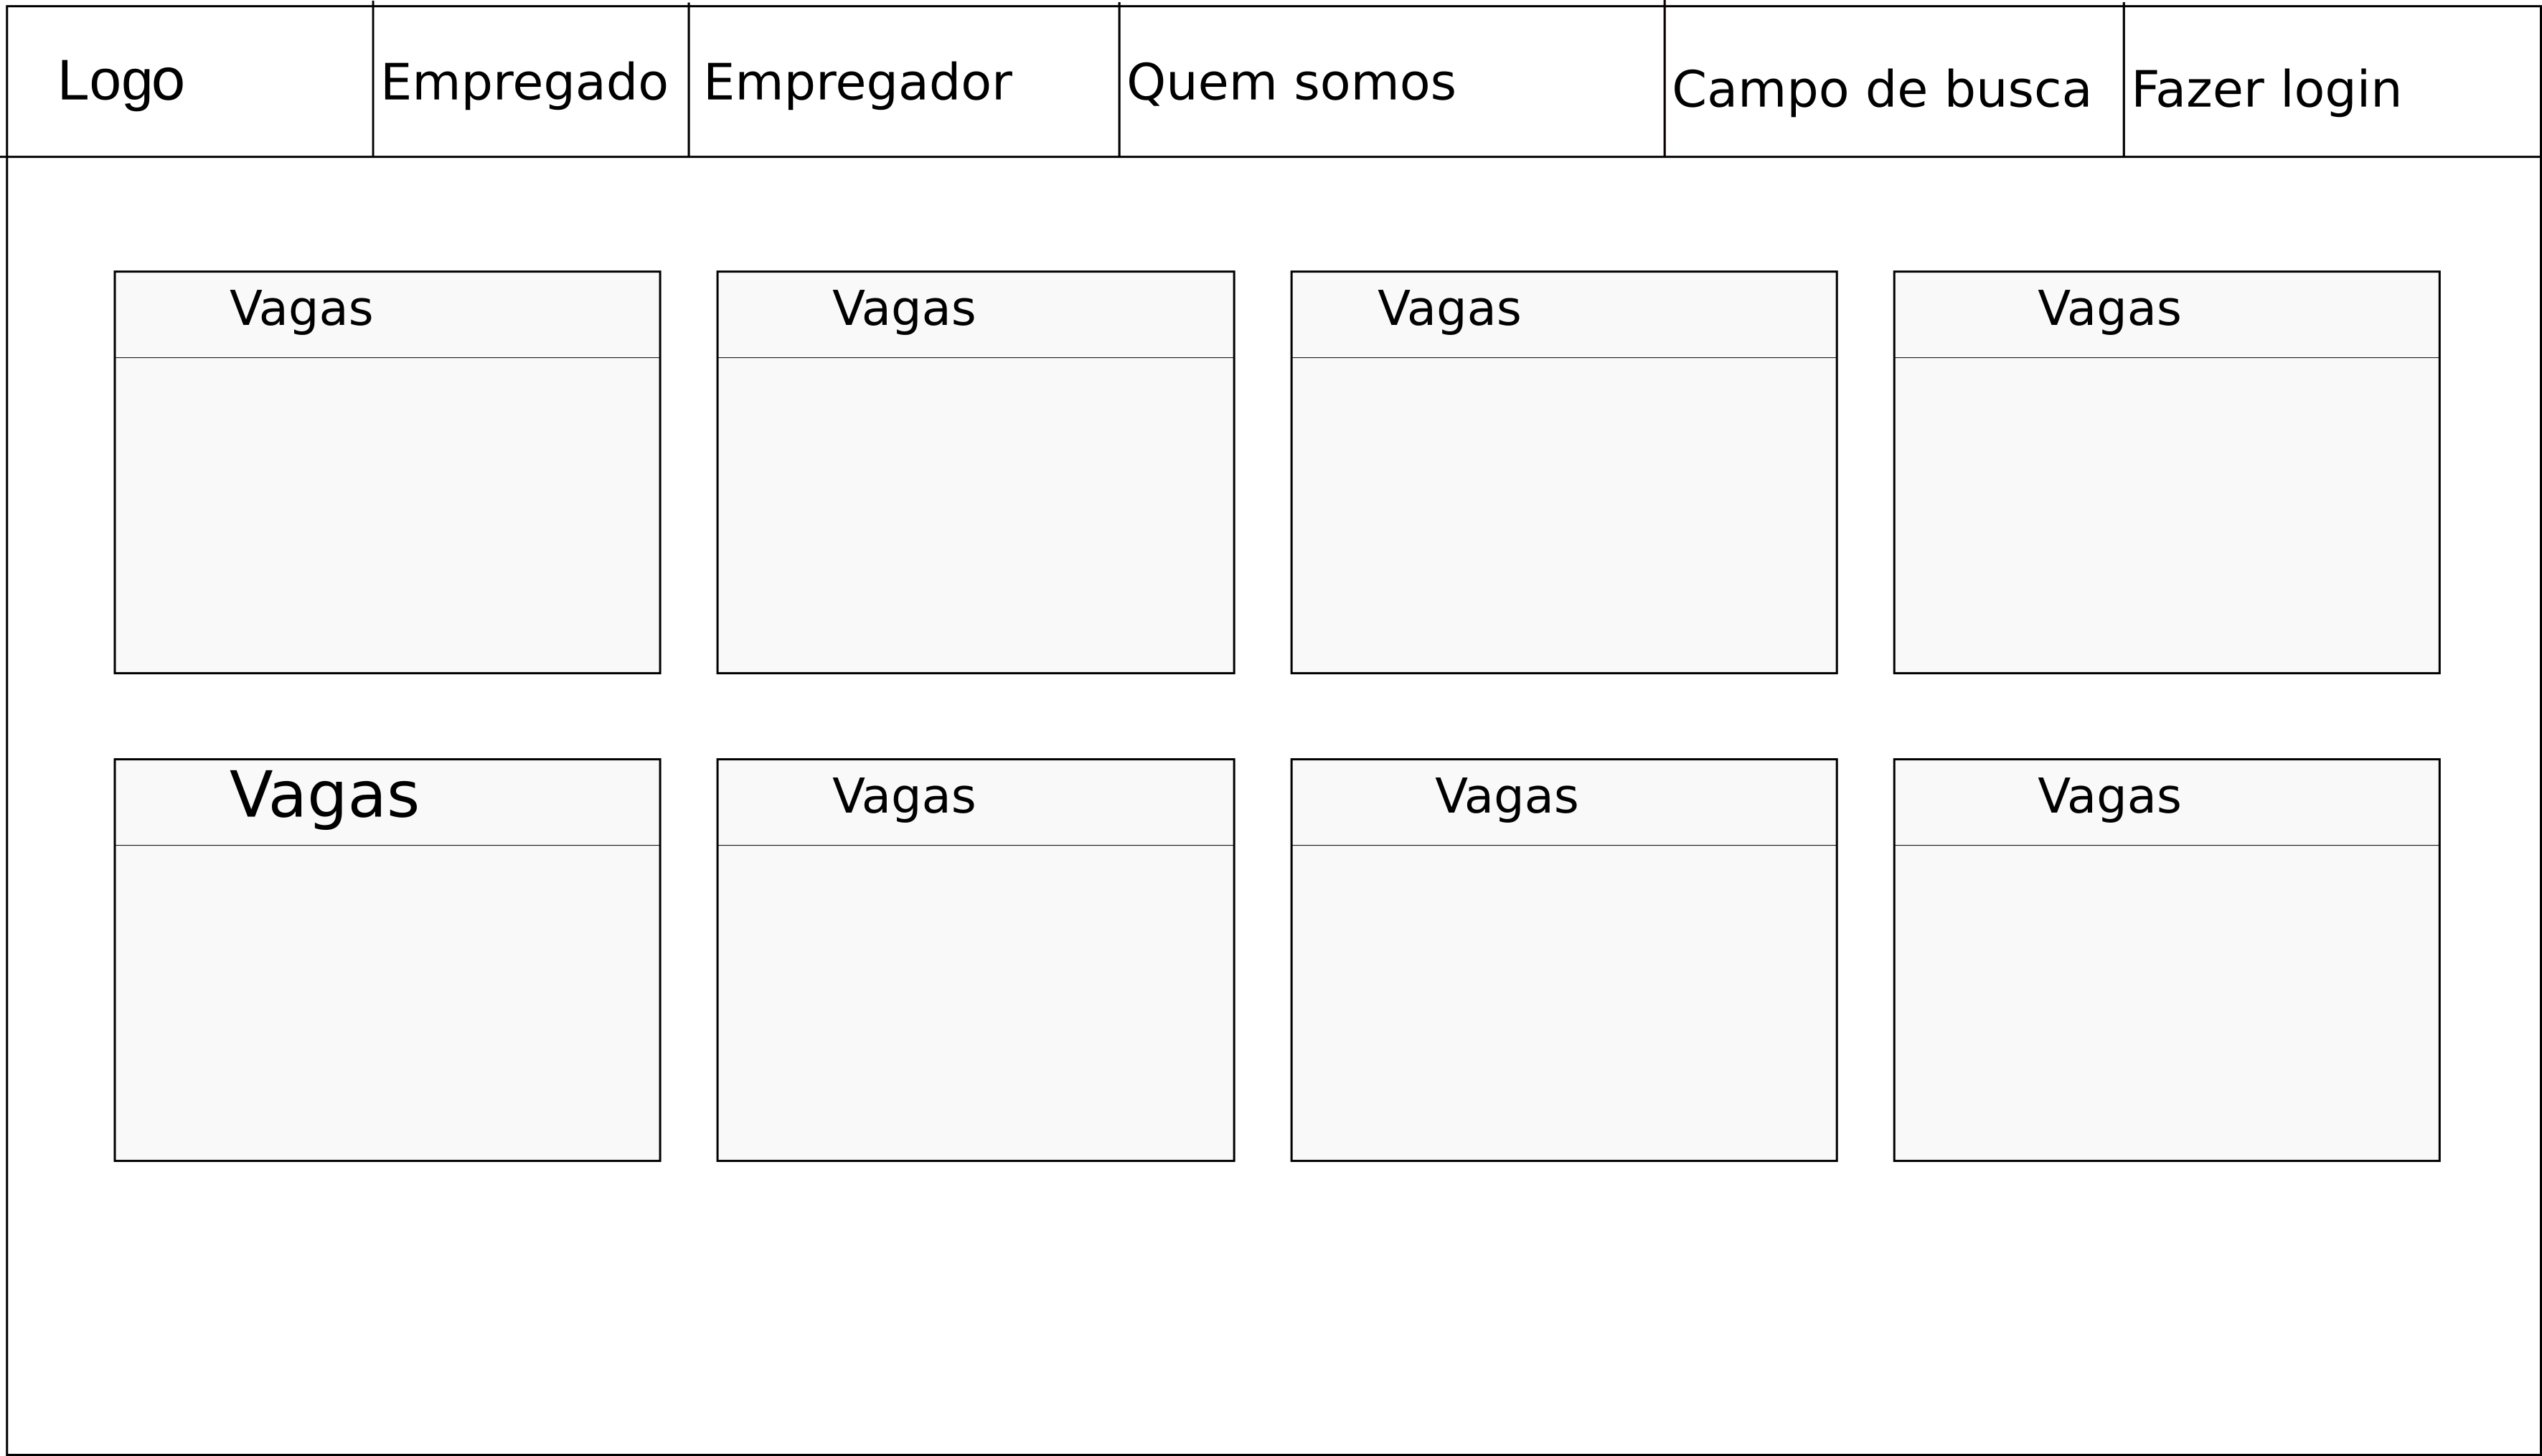 Logo
Empregado
Empregador
Quem somos
Campo de busca
Fazer login
Vagas
Vagas
Vagas
Vagas
Vagas
Vagas
Vagas
Vagas